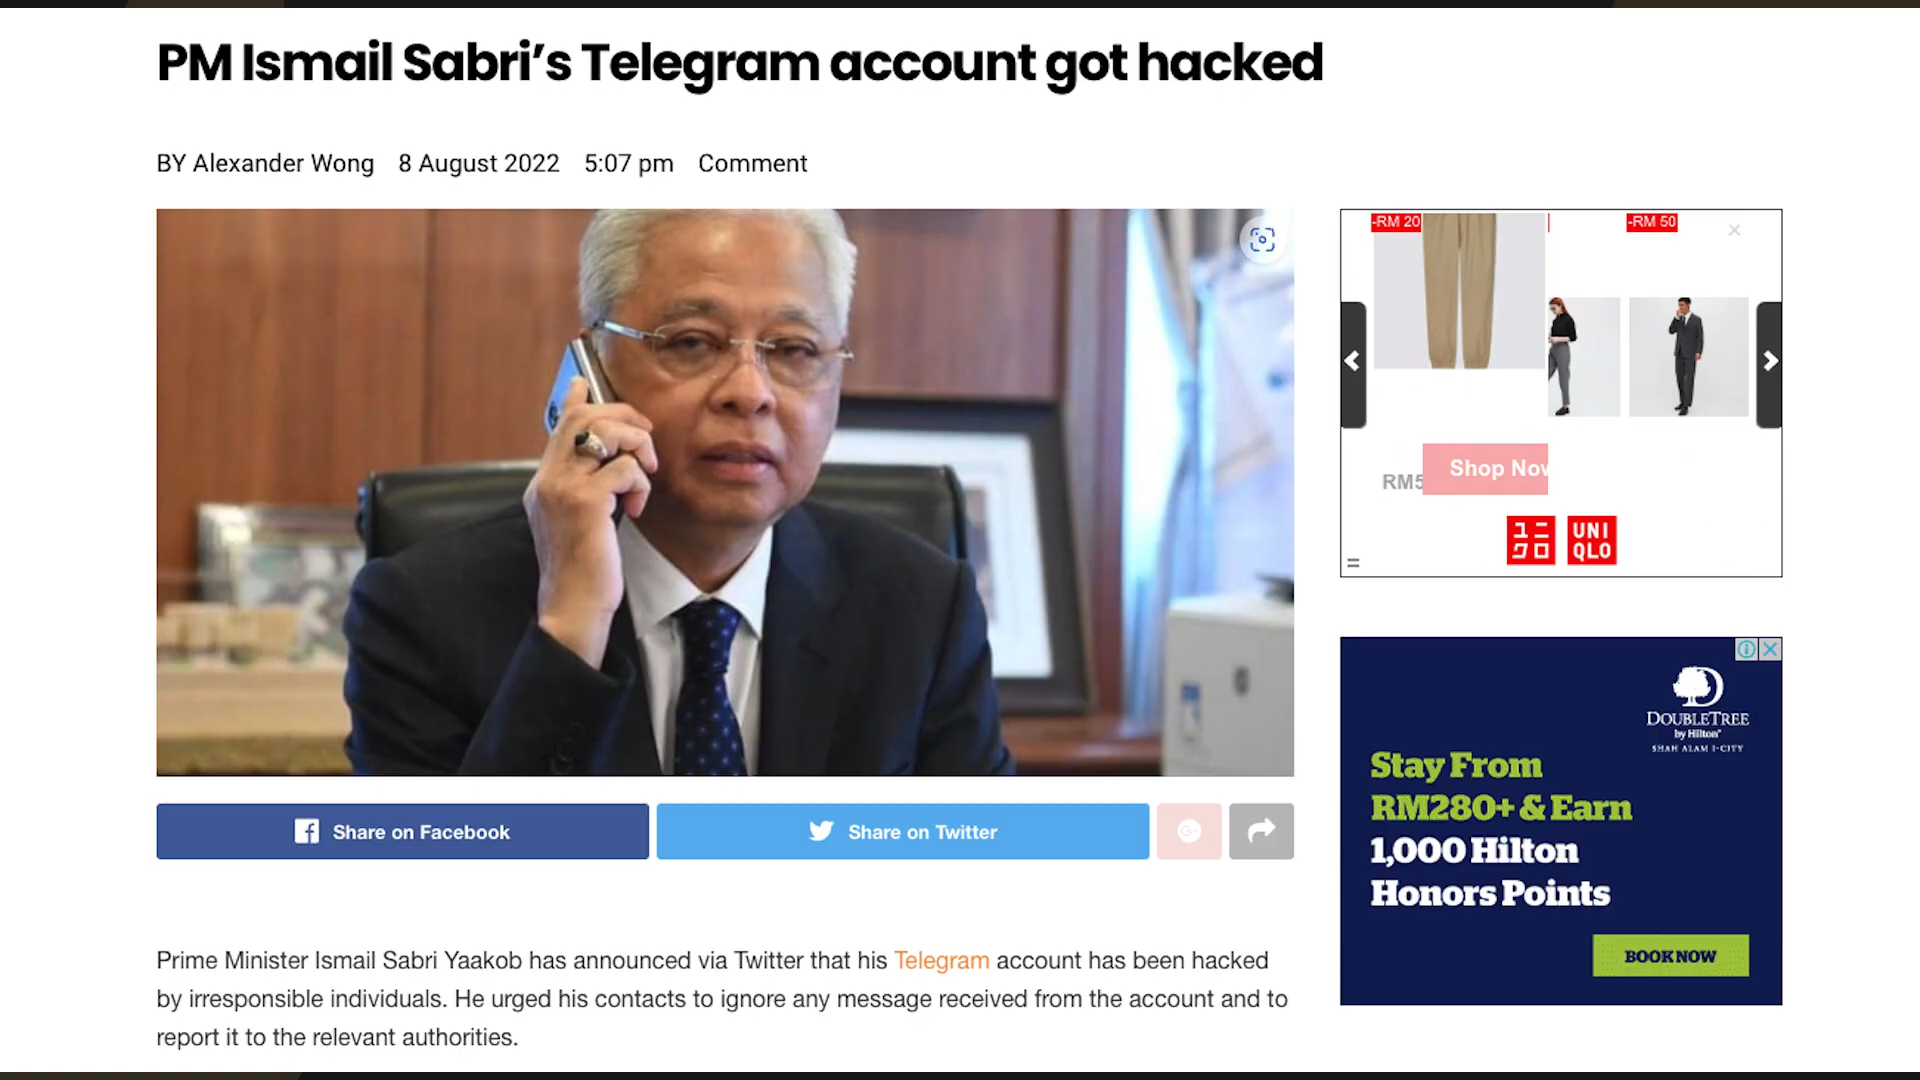 PM Ismail Sabri’s Telegram account got hacked
BY Alexander Wong 8 August 2022 5:07 pm Comment
-RM 20
-RM 50
RM5
Shop Nov
ユニ
クロ
UNI
QLO
Share on Facebook
Share on Twitter
DOUBLETREE
by Hilton™
SHAH ALAM I-CITY
Stay From
RM280+ & Earn
1,000 Hilton
Honors Points
BOOK NOW
Prime Minister Ismail Sabri Yaakob has announced via Twitter that his Telegram account has been hacked
by irresponsible individuals. He urged his contacts to ignore any message received from the account and to
report it to the relevant authorities.